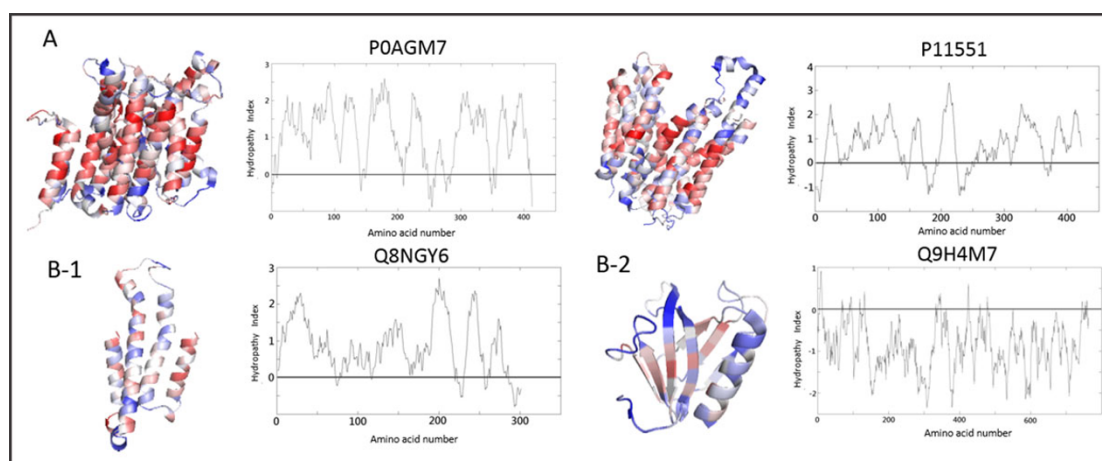 A
P0AGM7
P11551
3
2
1
0
Hydropathy Index
0
100
200
300
400
Amino acid number
4
3
2
1
0
-1
Hydropathy Index
0
100
200
300
400
Amino acid number
B-1
Q8NGY6
B-2
Q9H4M7
3
2
1
0
Hydropathy Index
0
100
200
300
Amino acid number
1
0
-1
-2
Hydropathy Index
0
200
400
600
Amino acid number